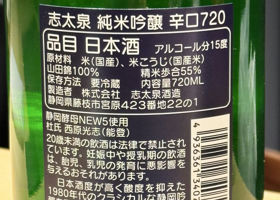 志太泉 純米吟醸 辛口720
品目 日本酒 アルコール分15度
原材料 米(国産)、米こうじ(国産米)
山田錦100% 精米歩合55%
保存方法 要冷蔵 内容量720ML
製造者 株式会社 志太泉酒造
静岡県藤枝市宮原423番地22の1
静岡酵母NEW5使用
杜氏 西原光志(能登)
20歳未満の飲酒は法律で禁止され
ています。妊娠中や授乳期の飲酒
は、胎児、乳児の発育に悪影響を
与えるおそれがあります。
日本酒度が高く酸度を抑えた
1980年代のクラシカルな静岡吟